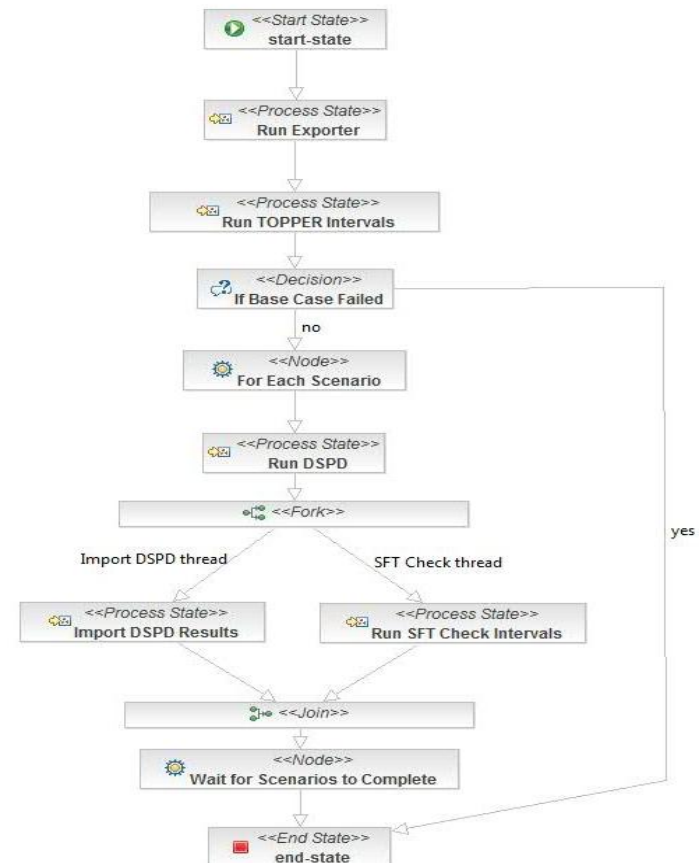 <<Start State>>
start-state
<<Process State>>
Run Exporter
<<Process State>>
Run TOPPER Intervals
<<Decision>>
If Base Case Failed
no
<<Node>>
For Each Scenario
<<Process State>>
Run DSPD
<<Fork>>
yes
Import DSPD thread
SFT Check thread
<<Process State>>
Import DSPD Results
<<Process State>>
Run SFT Check Intervals
<<Join>>
<<Node>>
Wait for Scenarios to Complete
<<End State>>
end-state